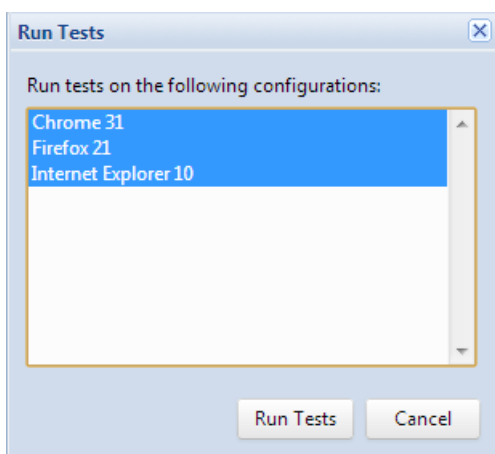 Run Tests
Run tests on the following configurations:
Chrome 31
Firefox 21
Internet Explorer 10
Run Tests
Cancel